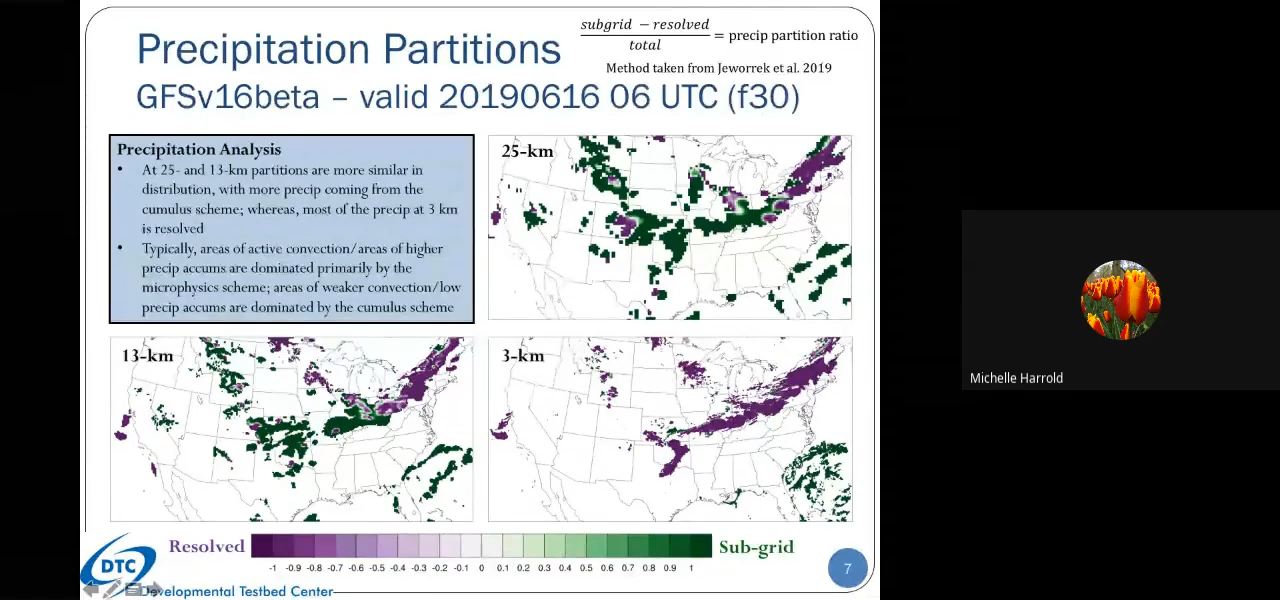 Precipitation Partitions
subgrid − resolved
total
= precip partition ratio
Method taken from Jeworrek et al. 2019
GFSv16beta – valid 20190616 06 UTC (f30)
Precipitation Analysis
• At 25- and 13-km partitions are more similar in
distribution, with more precip coming from the
cumulus scheme; whereas, most of the precip at 3 km
is resolved
• Typically, areas of active convection/areas of higher
precip accums are dominated primarily by the
microphysics scheme; areas of weaker convection/low
precip accums are dominated by the cumulus scheme
25-km
13-km
3-km
Michelle Harrold
Resolved
Sub-grid
-1 -0.9 -0.8 -0.7 -0.6 -0.5 -0.4 -0.3 -0.2 -0.1 0 0.1 0.2 0.3 0.4 0.5 0.6 0.7 0.8 0.9 1
7
DTC
Developmental Testbed Center